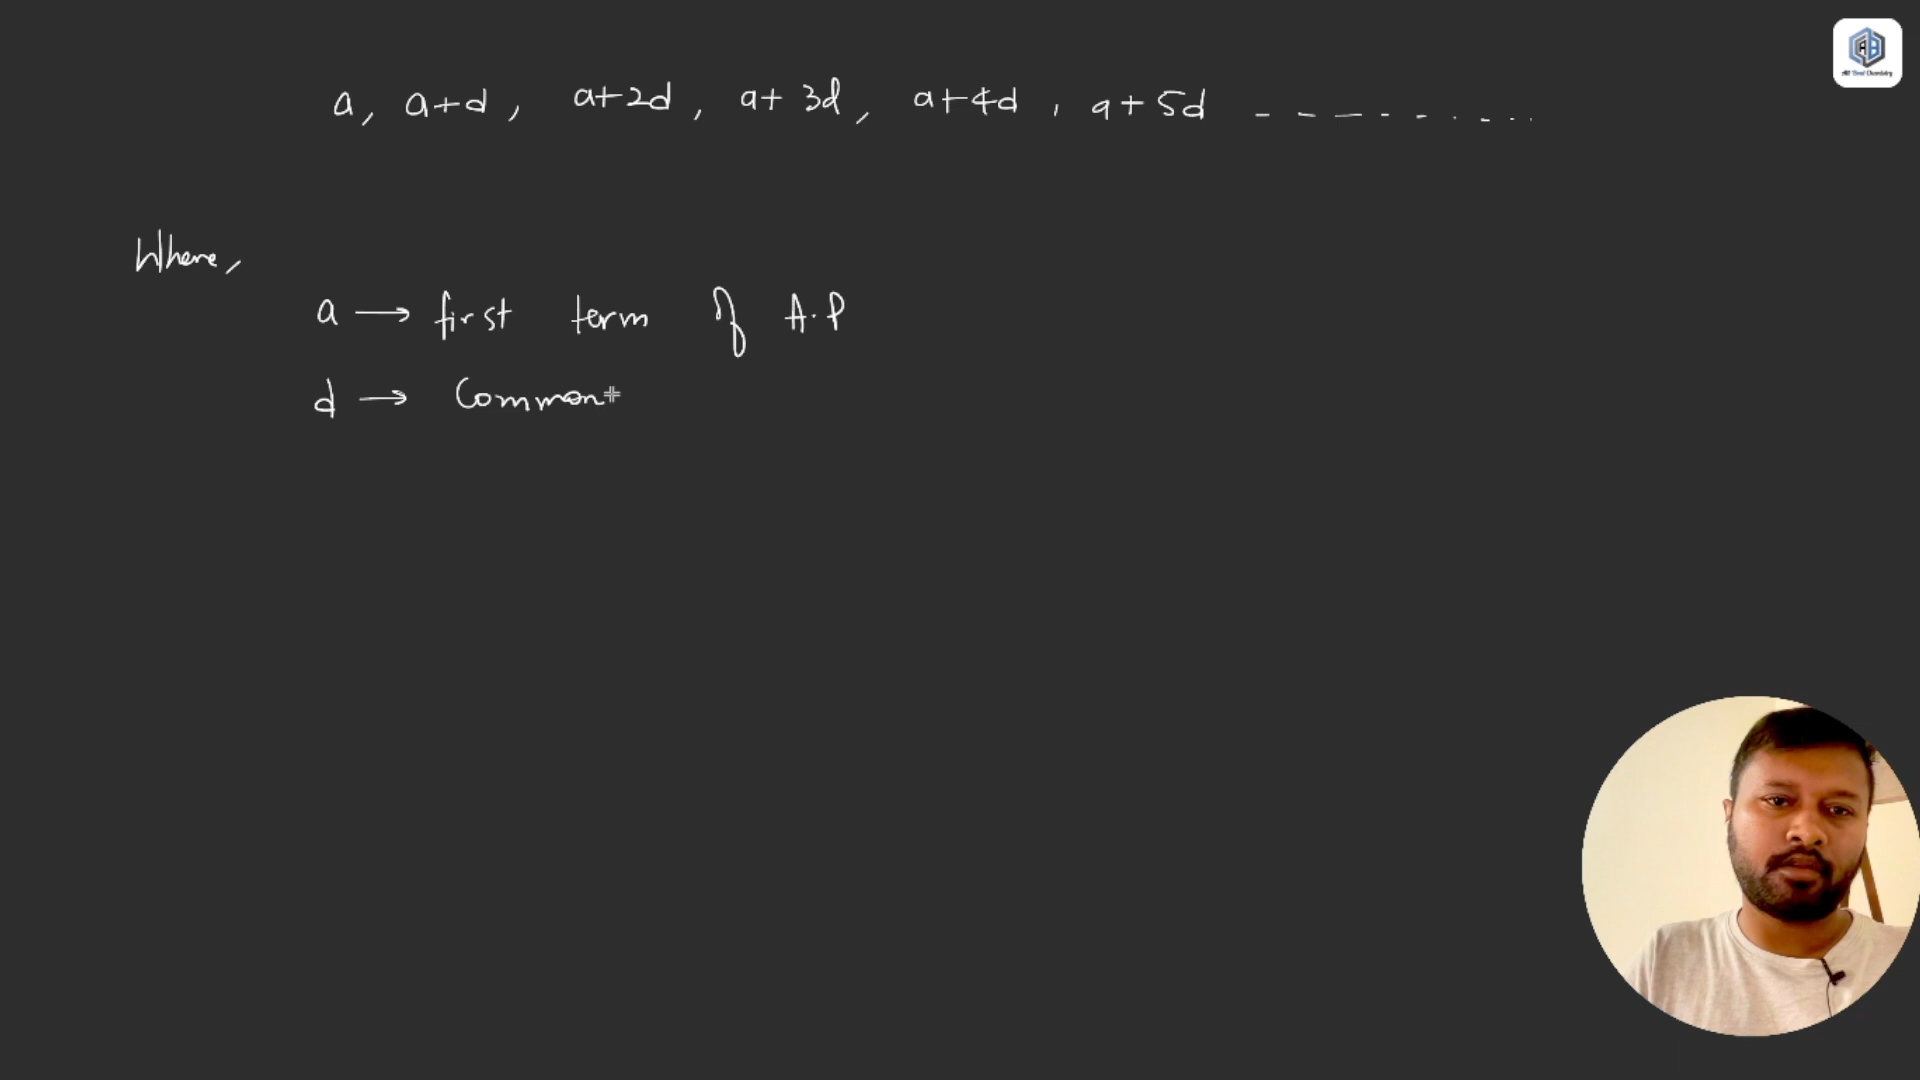 a, a+d, a+2d, a+3d, a+4d, a+5d - - - - - - . - . .
Where,
a → first term of A.P
d → Common